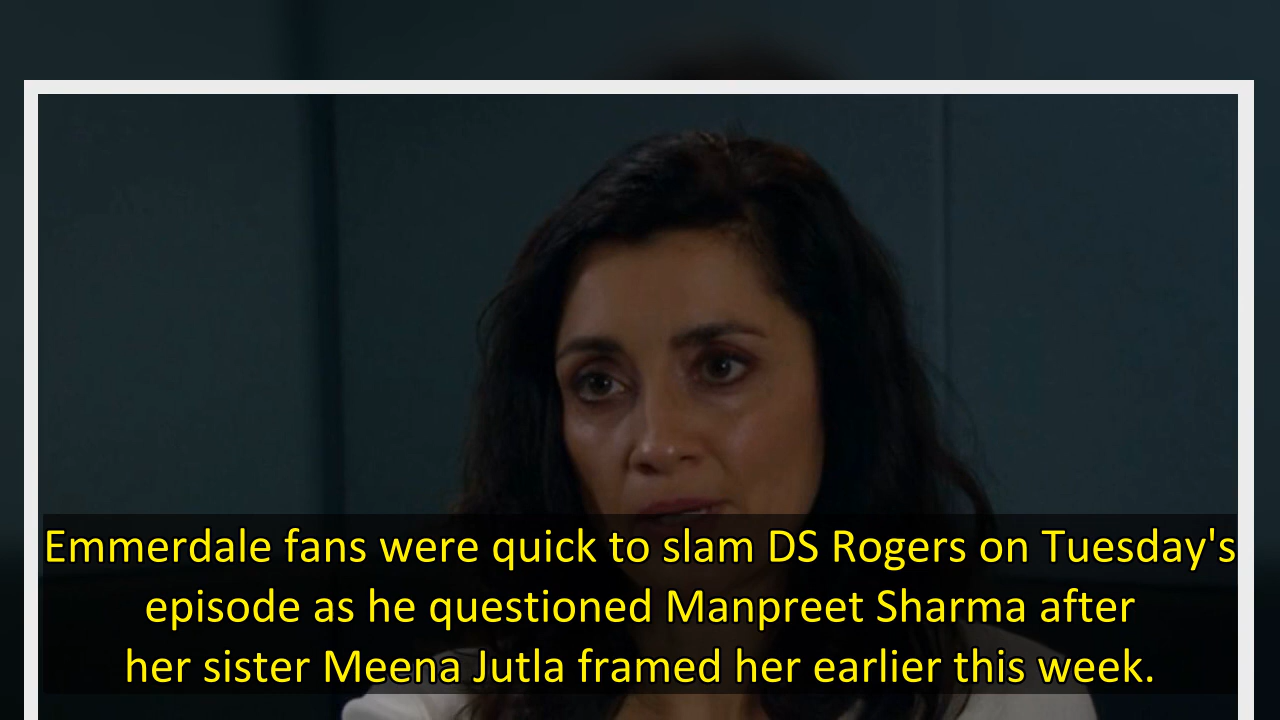 Emmerdale fans were quick to slam DS Rogers on Tuesday's
episode as he questioned Manpreet Sharma after
her sister Meena Jutla framed her earlier this week.